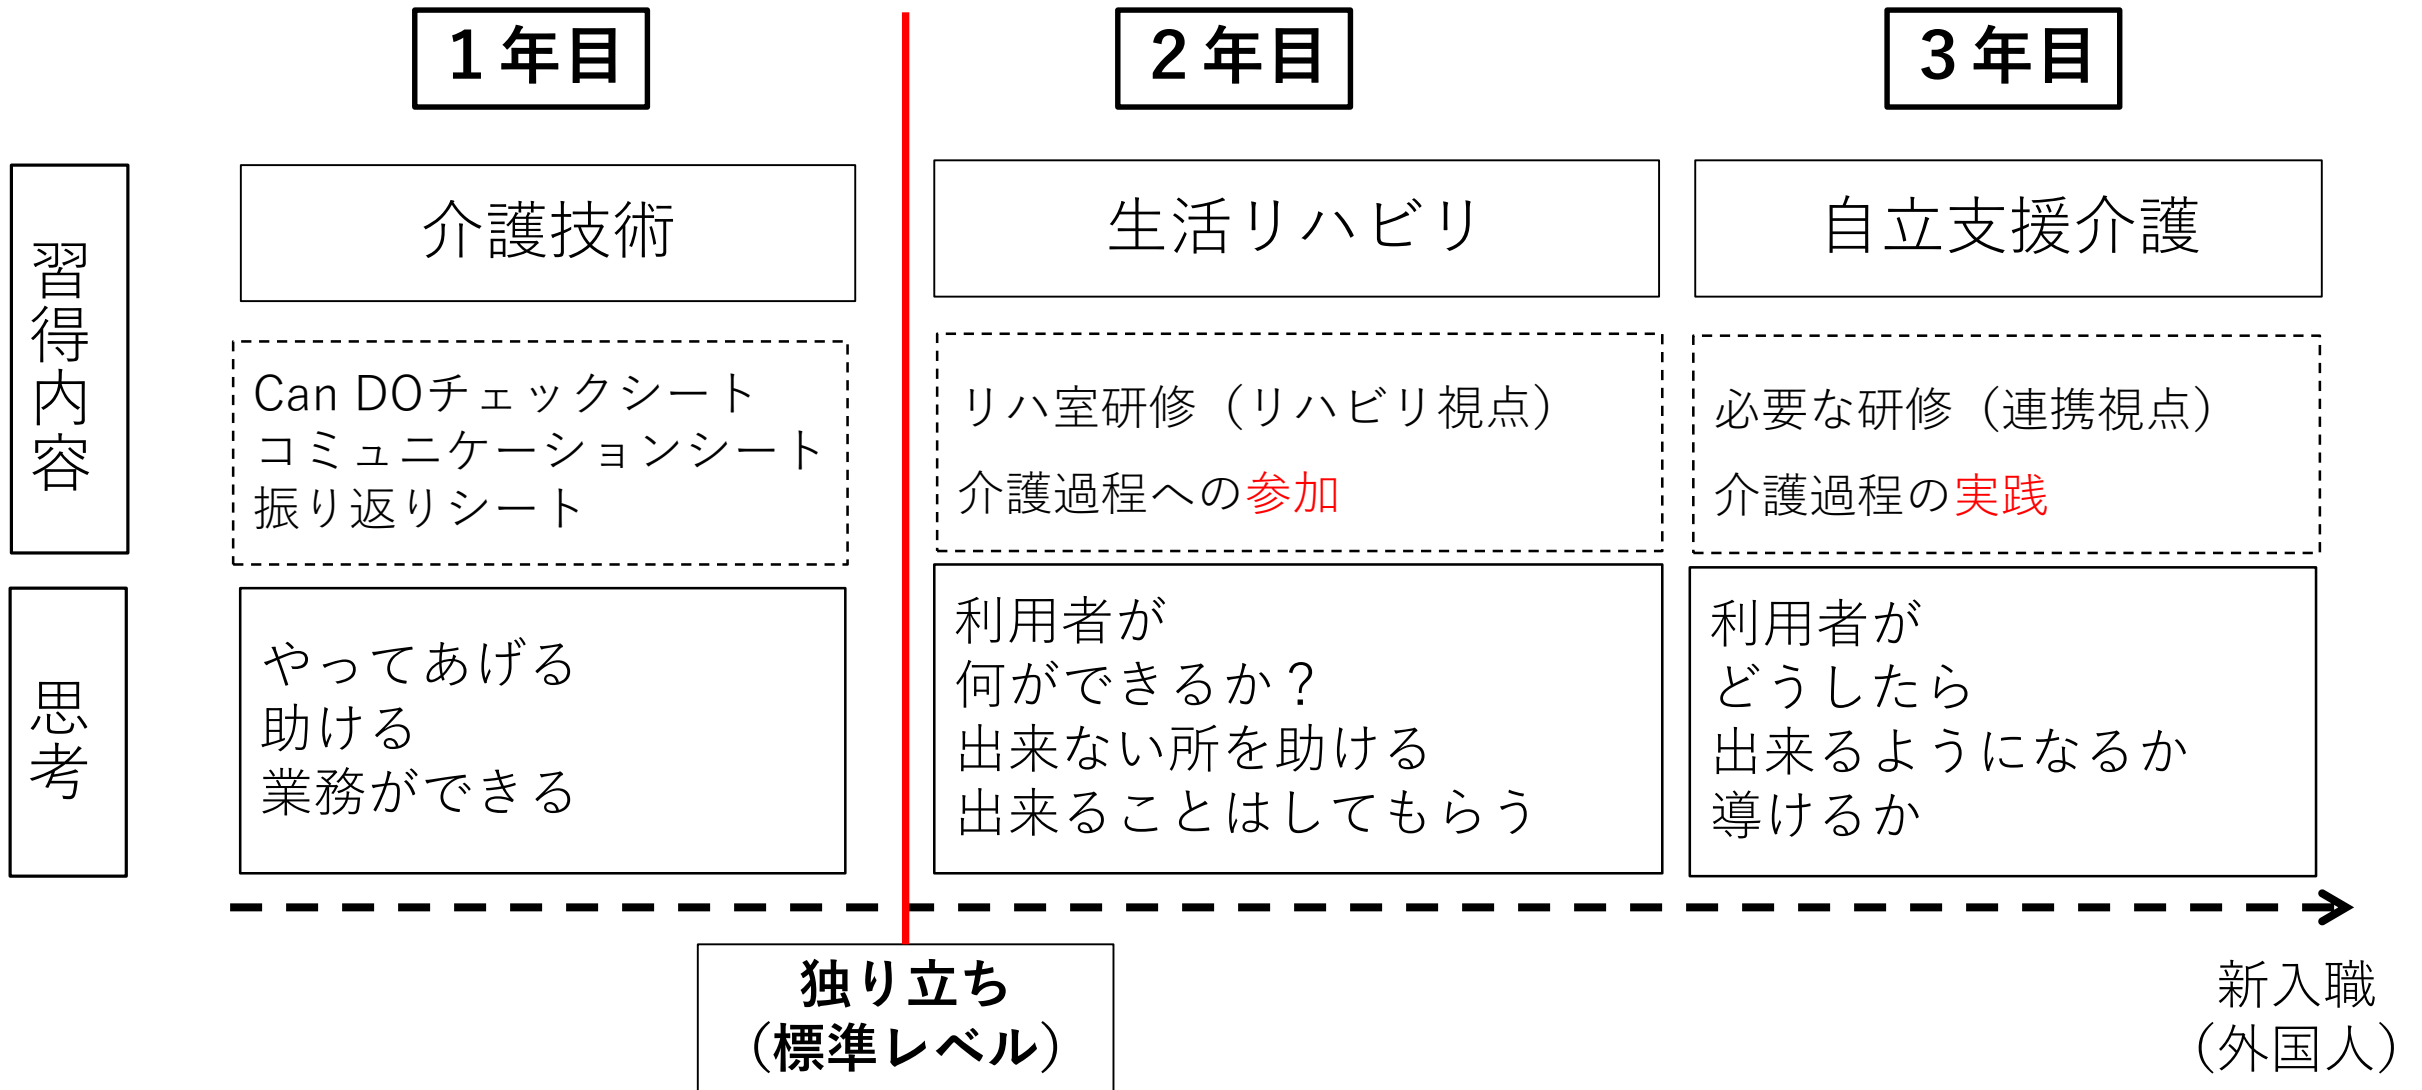 1年目
2年目
3年目
習得内容
介護技術
生活リハビリ
自立支援介護
Can DOチェックシート
コミュニケーションシート
振り返りシート
リハ室研修（リハビリ視点）
介護過程への参加
必要な研修（連携視点）
介護過程の実践
思考
やってあげる
助ける
業務ができる
利用者が
何ができるか？
出来ない所を助ける
出来ることはしてもらう
利用者が
どうしたら
出来るようになるか
導けるか
独り立ち
（標準レベル）
新入職
（外国人）